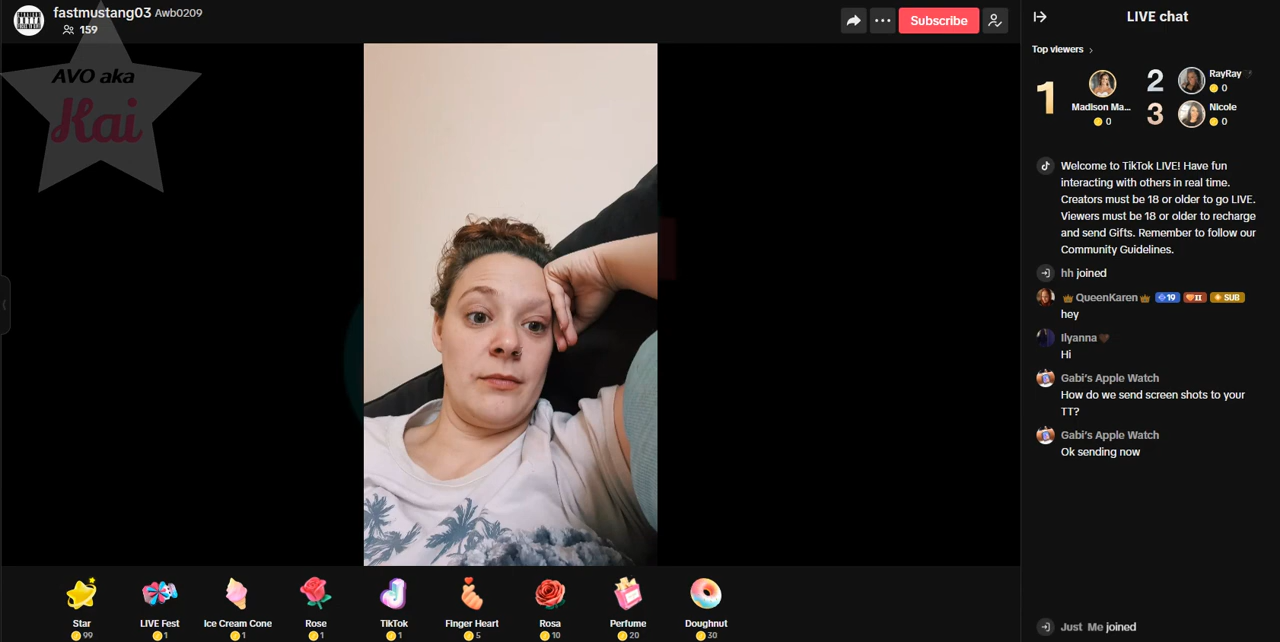 fastmustang03 Awb0209
159
Subscribe
AVO aka
Kai
LIVE chat
Top viewers
1
Madison Ma...
0
2
RayRay
0
3
Nicole
0
Welcome to TikTok LIVE! Have fun
interacting with others in real time.
Creators must be 18 or older to go LIVE.
Viewers must be 18 or older to recharge
and send Gifts. Remember to follow our
Community Guidelines.
hh joined
QueenKaren 19 II SUB
hey
Ilyanna
Hi
Gabi's Apple Watch
How do we send screen shots to your
TT?
Gabi's Apple Watch
Ok sending now
Just Me joined
Star
99
LIVE Fest
1
Ice Cream Cone
1
Rose
1
TikTok
1
Finger Heart
5
Rosa
10
Perfume
20
Doughnut
30